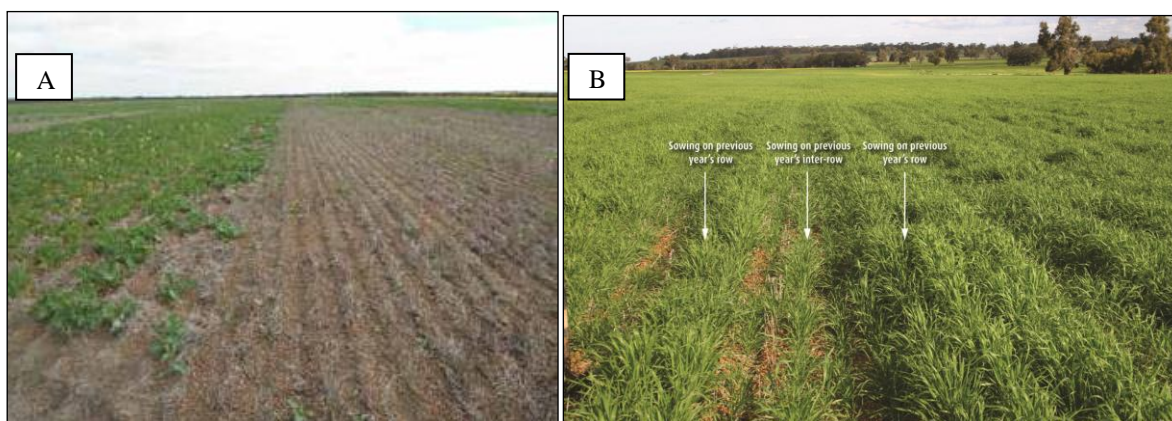 A
B
Sowing on previous
year's row
Sowing on previous
year's inter-row
Sowing on previous
year's row